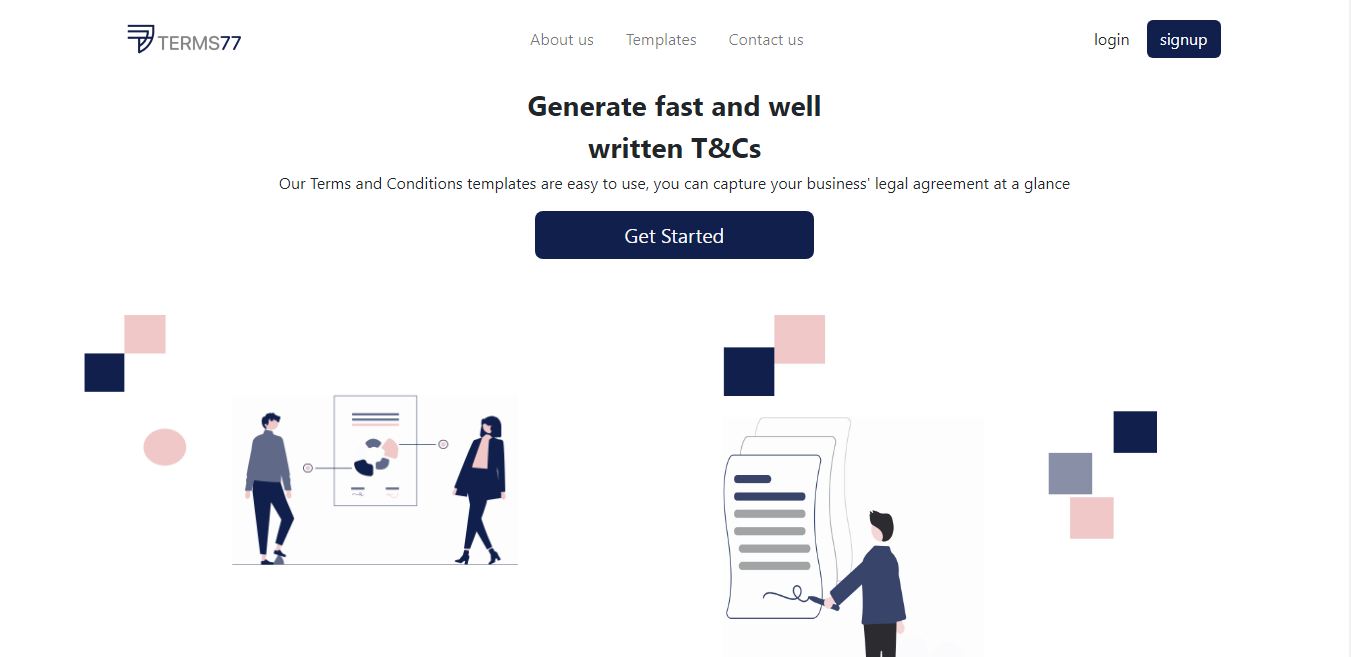 TERMS77
About us
Templates
Contact us
login
signup
Generate fast and well
written T&Cs
Our Terms and Conditions templates are easy to use, you can capture your business' legal agreement at a glance
Get Started